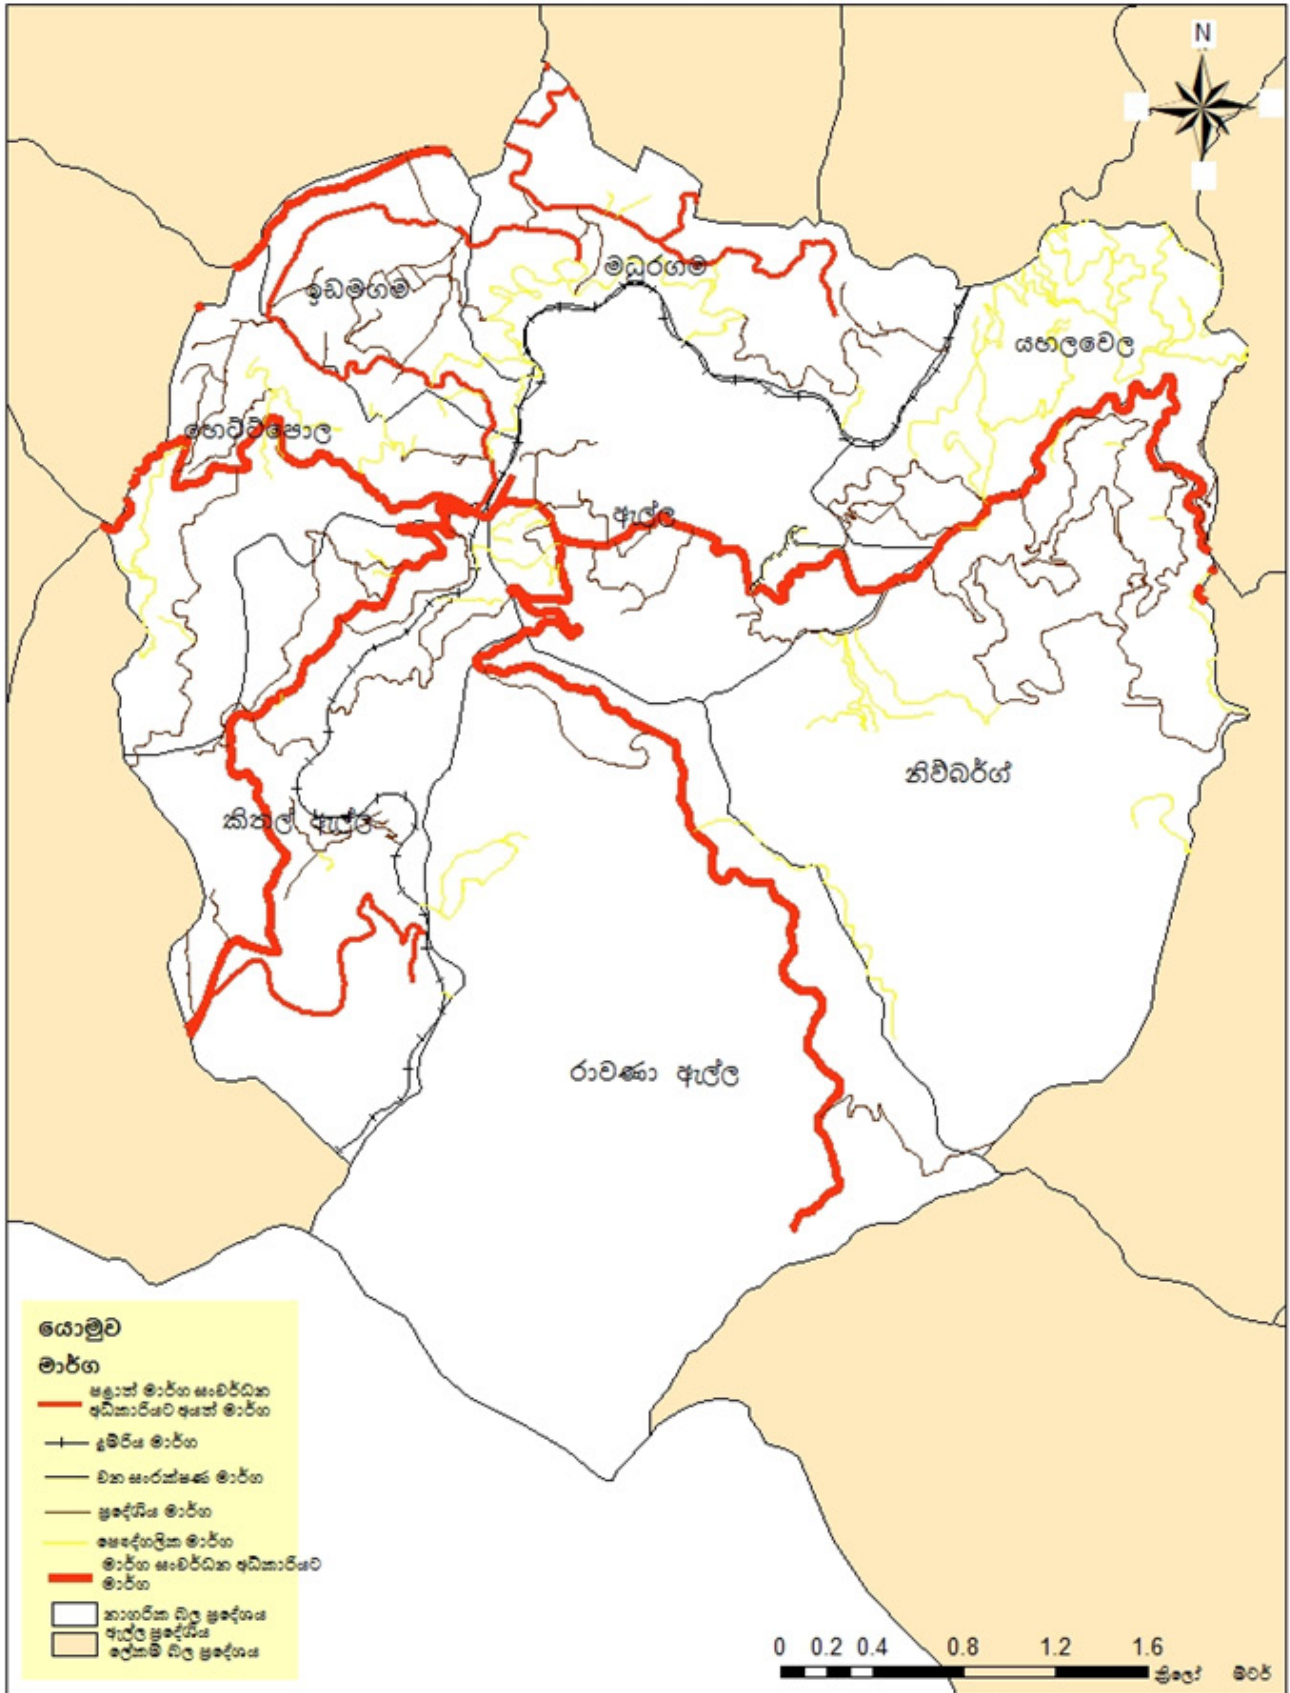 N
මධුරගම
ඉඩමගම
යහලවෙල
හෙට්ටිපොල
ඇල්ල
නිව්බර්ග්
කිතල් ඇල්ල
රාවණා ඇල්ල
යොමුව
මාර්ග
පළාත් මාර්ග සංවර්ධන
අධිකාරියට අයත් මාර්ග
දුම්රිය මාර්ග
වන සංරක්ෂණ මාර්ග
ප්‍රදේශීය මාර්ග
පෞද්ගලික මාර්ග
මාර්ග සංවර්ධන අධිකාරියට
මාර්ග
නාගරික බල ප්‍රදේශය
ඇල්ල ප්‍රදේශීය
ලේකම් බල ප්‍රදේශය
0 0.2 0.4 0.8 1.2 1.6
කිලෝ මීටර්